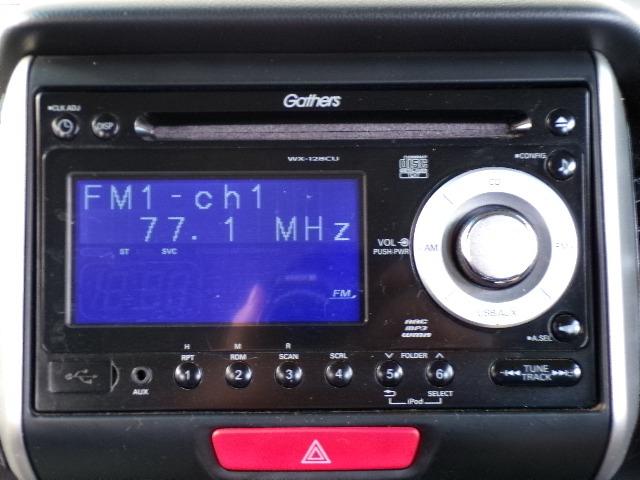 Gathers
•CLK ADJ
DISP
WX-128CU
COMPACT disc
•CONFIG.
FM1-ch1
77.1 MHz
ST SVC
FM
CD
VOL
PUSH PWR
AM
FM
USB/AUX
AAC
MP3
WMA
•A.SEL
H M R
RPT RDM SCAN SCRL FOLDER
1 2 3 4 5 6
AUX
iPod
SELECT
TUNE
TRACK